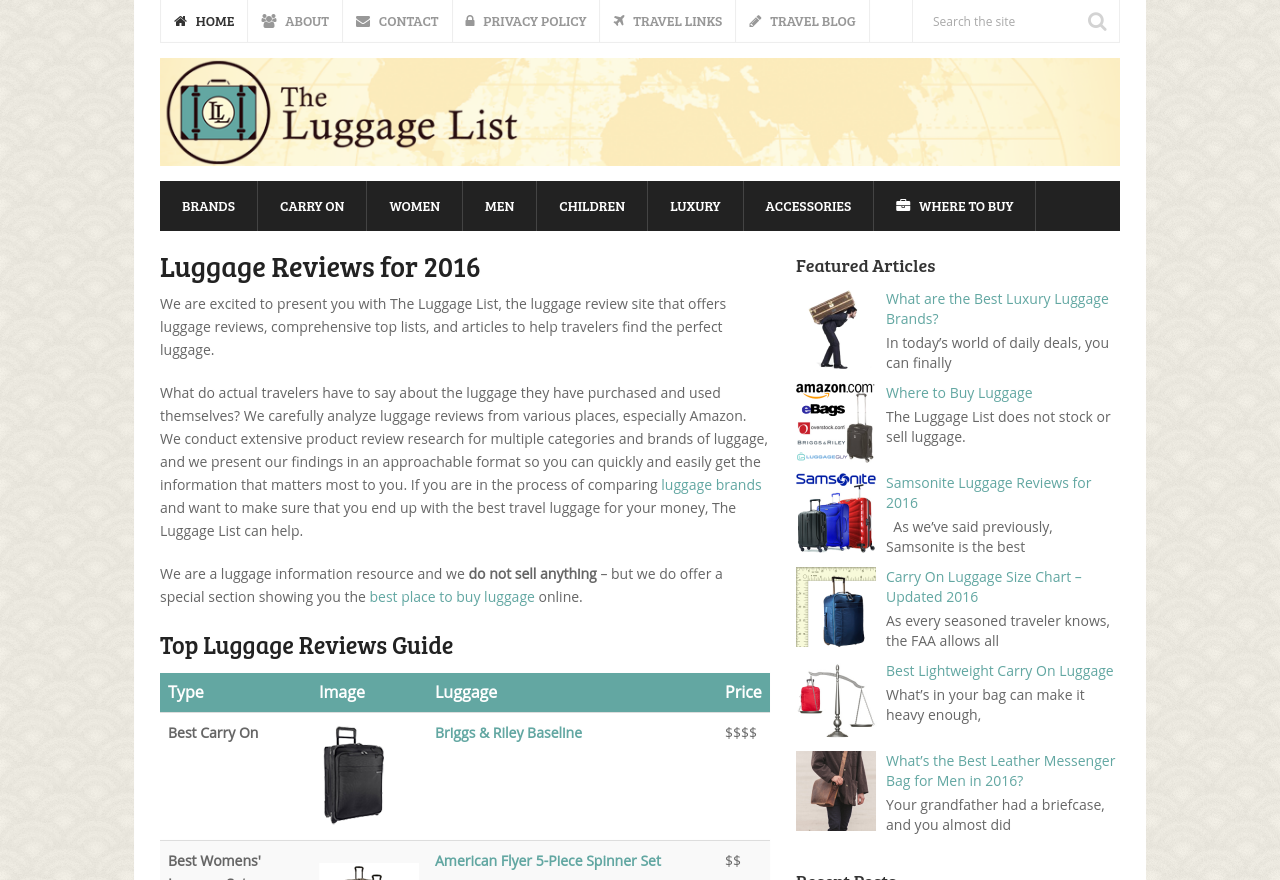 HOME ABOUT CONTACT PRIVACY POLICY TRAVEL LINKS TRAVEL BLOG Search the site
LL The
Luggage List
BRANDS CARRY ON WOMEN MEN CHILDREN LUXURY ACCESSORIES WHERE TO BUY
Luggage Reviews for 2016
We are excited to present you with The Luggage List, the luggage review site that offers
luggage reviews, comprehensive top lists, and articles to help travelers find the perfect
luggage.
What do actual travelers have to say about the luggage they have purchased and used
themselves? We carefully analyze luggage reviews from various places, especially Amazon.
We conduct extensive product review research for multiple categories and brands of luggage,
and we present our findings in an approachable format so you can quickly and easily get the
information that matters most to you. If you are in the process of comparing luggage brands
and want to make sure that you end up with the best travel luggage for your money, The
Luggage List can help.
We are a luggage information resource and we do not sell anything – but we do offer a
special section showing you the best place to buy luggage online.
Top Luggage Reviews Guide
Type Image Luggage Price
Best Carry On Briggs & Riley Baseline $$$$
Best Womens' American Flyer 5-Piece Spinner Set $$
Featured Articles
What are the Best Luxury Luggage
Brands?
In today’s world of daily deals, you
can finally
amazon.com
eBags
overstock.com
BRIGGS & RILEY
LUGGAGEGUY
Where to Buy Luggage
The Luggage List does not stock or
sell luggage.
Samsonite
Samsonite Luggage Reviews for
2016
As we’ve said previously,
Samsonite is the best
Carry On Luggage Size Chart –
Updated 2016
As every seasoned traveler knows,
the FAA allows all
Best Lightweight Carry On Luggage
What’s in your bag can make it
heavy enough,
What’s the Best Leather Messenger
Bag for Men in 2016?
Your grandfather had a briefcase,
and you almost did
Recent Posts